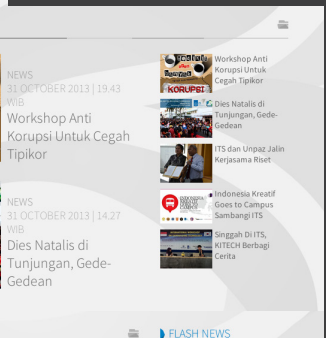 NEWS
31 OCTOBER 2013 | 19.43
WIB
Workshop Anti
Korupsi Untuk Cegah
Tipikor
NEWS
31 OCTOBER 2013 | 14.27
WIB
Dies Natalis di
Tunjungan, Gede-
Gedean
KORUPSI
Workshop Anti
Korupsi Untuk
Cegah Tipikor
Dies Natalis di
Tunjungan, Gede-
Gedean
ITS dan Unpaz Jalin
Kerjasama Riset
Indonesia Kreatif
Goes to Campus
Sambangi ITS
Singgah Di ITS,
KITECH Berbagi
Cerita
FLASH NEWS